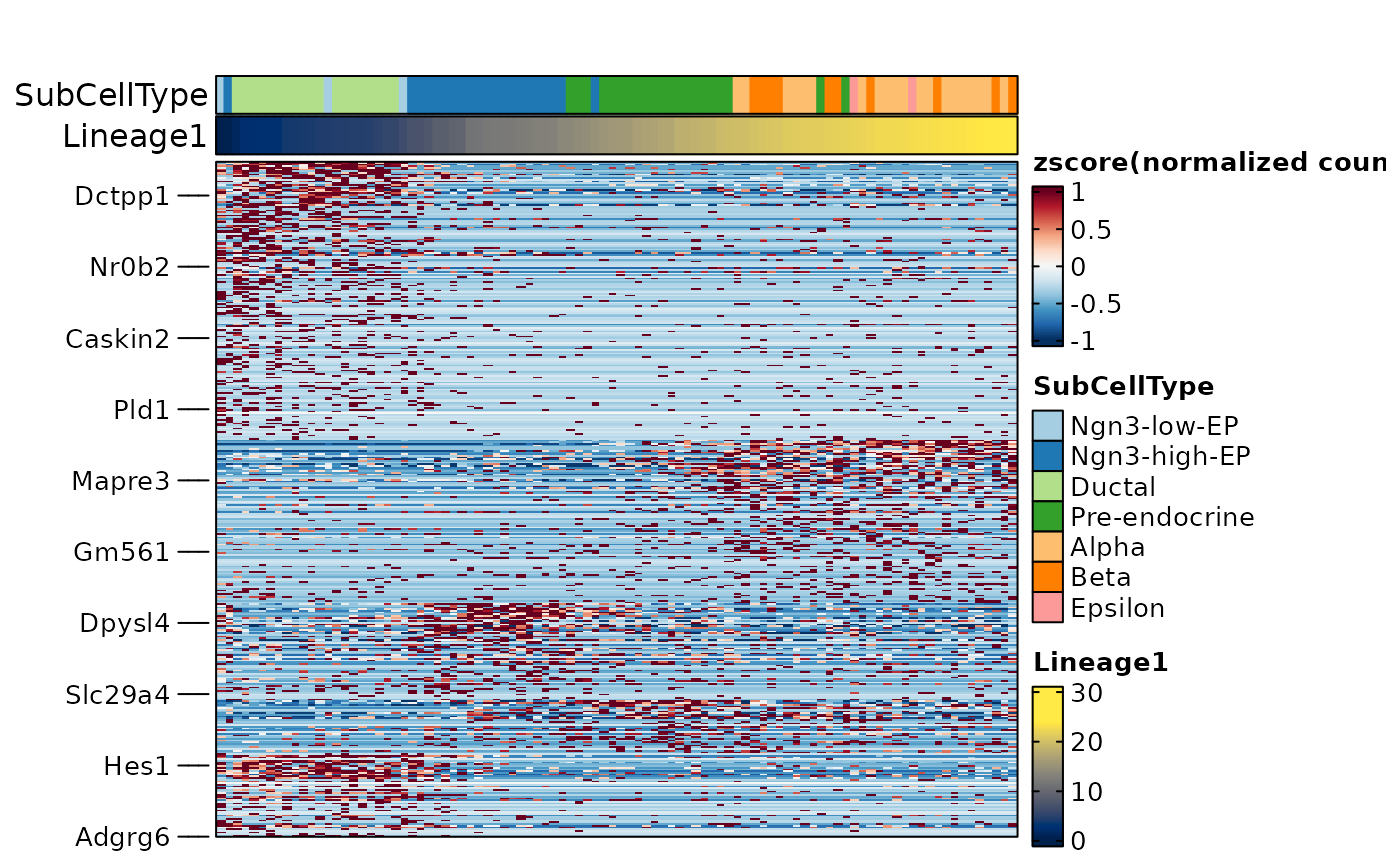 SubCellType
Lineage1
Dctpp1
Nr0b2
Caskin2
Pld1
Mapre3
Gm561
Dpysl4
Slc29a4
Hes1
Adgrg6
zscore(normalized coun
1
0.5
0
-0.5
-1
SubCellType
Ngn3-low-EP
Ngn3-high-EP
Ductal
Pre-endocrine
Alpha
Beta
Epsilon
Lineage1
30
20
10
0